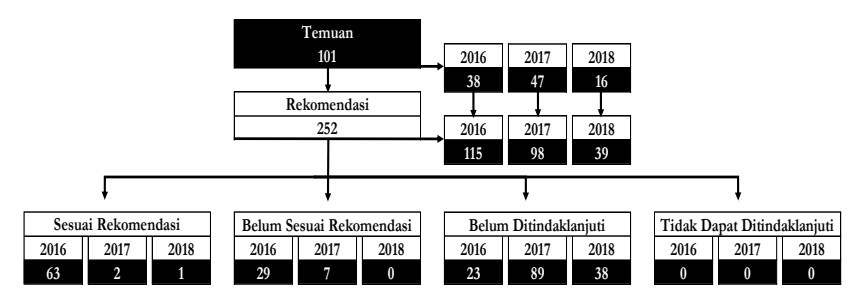 Temuan
101
2016 2017 2018
38 47 16
Rekomendasi
252
2016 2017 2018
115 98 39
Sesuai Rekomendasi Belum Sesuai Rekomendasi Belum Ditindaklanjuti Tidak Dapat Ditindaklanjuti
2016 2017 2018 2016 2017 2018 2016 2017 2018 2016 2017 2018
63 2 1 29 7 0 23 89 38 0 0 0